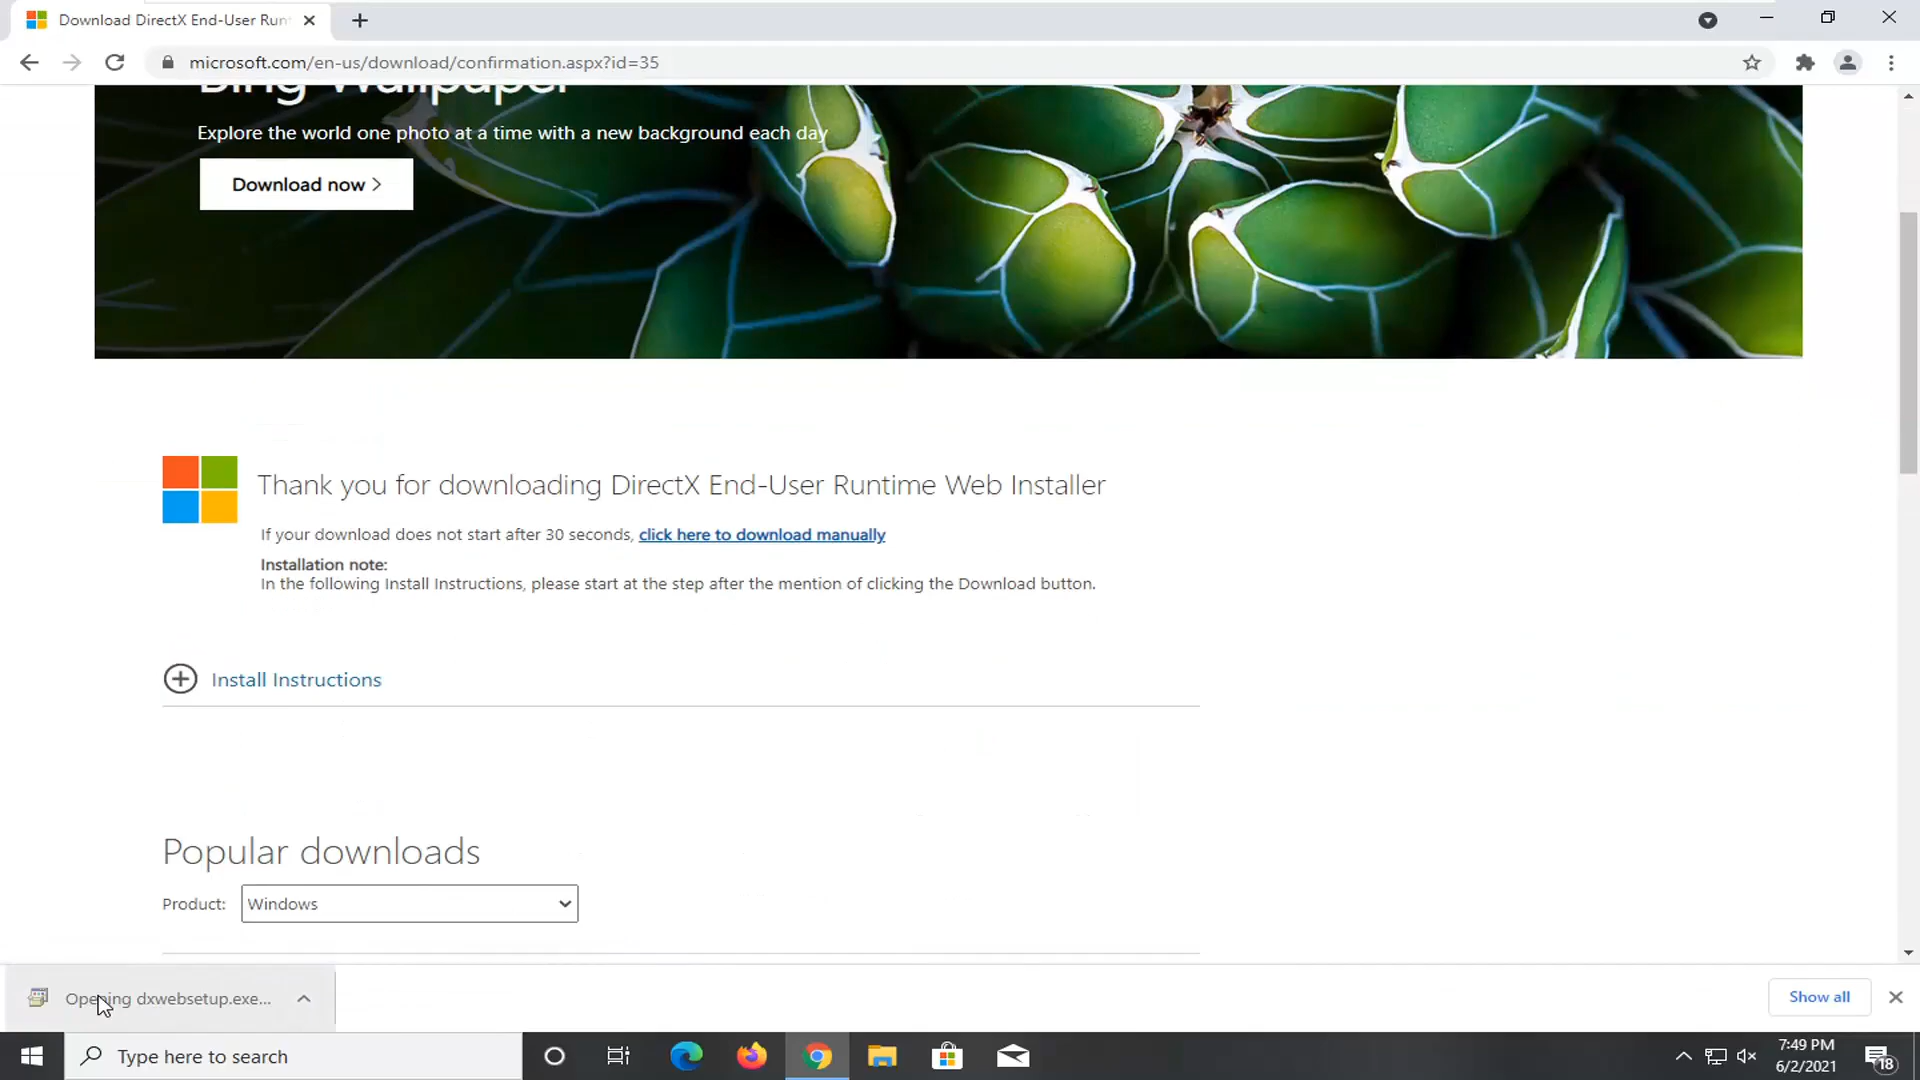 Download DirectX End-User Run
microsoft.com/en-us/download/confirmation.aspx?id=35
Bing Wallpaper
Explore the world one photo at a time with a new background each day
Download now >
Thank you for downloading DirectX End-User Runtime Web Installer
If your download does not start after 30 seconds, click here to download manually
Installation note:
In the following Install Instructions, please start at the step after the mention of clicking the Download button.
Install Instructions
Popular downloads
Product: Windows
Opening dxwebsetup.exe...
Show all
Type here to search
7:49 PM
6/2/2021
18